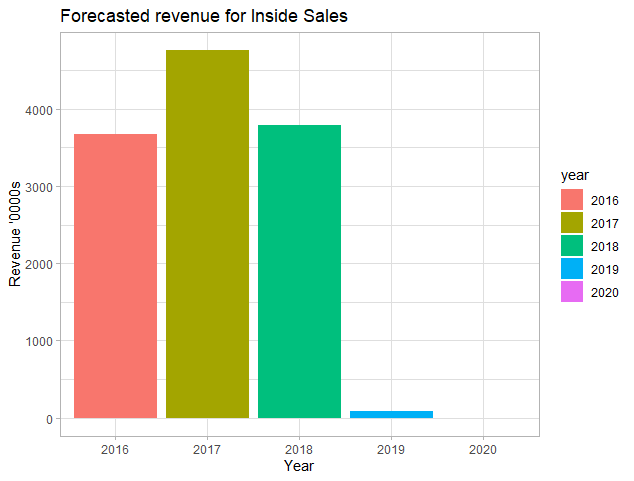 Forecasted revenue for Inside Sales
Revenue '0000s
4000
3000
2000
1000
0
2016 2017 2018 2019 2020
Year
year
2016
2017
2018
2019
2020